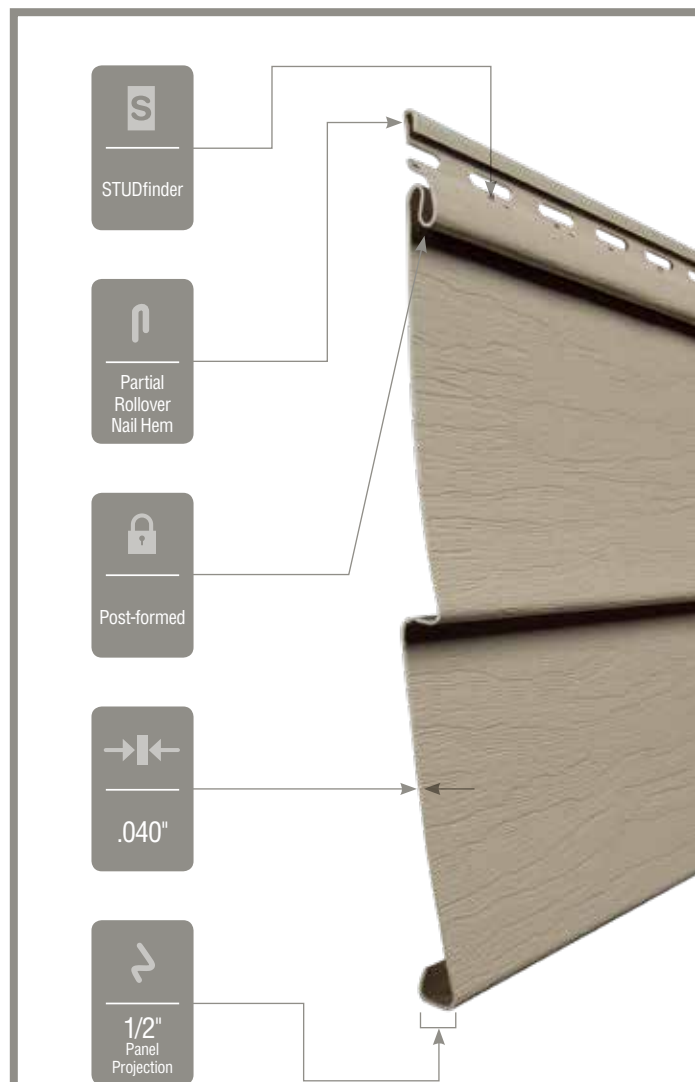 S
STUDfinder
Partial
Rollover
Nail Hem
Post-formed
.040"
1/2"
Panel
Projection